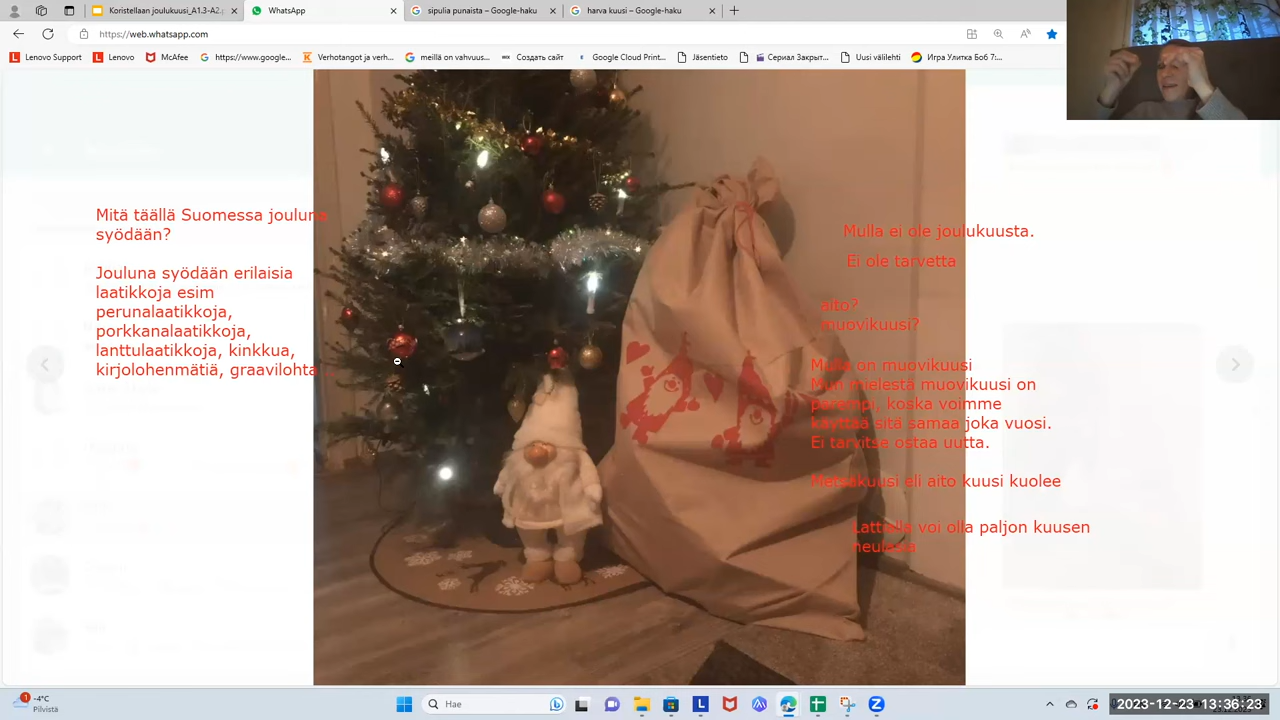 Koristellaan joulukuusi_A1.3-A2.p
WhatsApp
sipulia punaista – Google-haku
harva kuusi – Google-haku
https://web.whatsapp.com
Lenovo Support
Lenovo
McAfee
https://www.google...
Verhotangot ja verh...
meillä on vahvuus...
Создать сайт
Google Cloud Print...
Jäsentieto
Сериал Закрыт...
Uusi välilehti
Игра Улитка Боб 7:...
Mitä täällä Suomessa jouluna
syödään?
Jouluna syödään erilaisia
laatikkoja esim
perunalaatikkoja,
porkkanalaatikkoja,
lanttulaatikkoja, kinkkua,
kirjolohenmätiä, graavilohta ...
Mulla ei ole joulukuusta.
Ei ole tarvetta
aito?
muovikuusi?
Mulla on muovikuusi
Mun mielestä muovikuusi on
parempi, koska voimme
käyttää sitä samaa joka vuosi.
Ei tarvitse ostaa uutta.
Metsäkuusi eli aito kuusi kuolee
Lattialla voi olla paljon kuusen
neulasia
1
-4°C
Pilvistä
Hae
2023-12-23 13:36:23